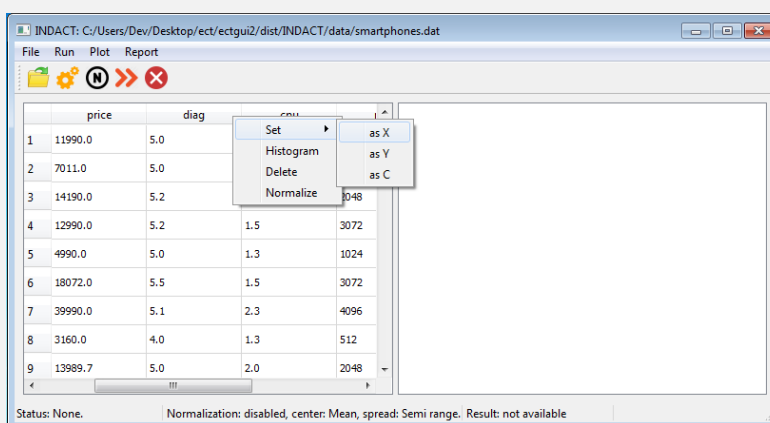 INDACT: C:/Users/Dev/Desktop/ect/ectgui2/dist/INDACT/data/smartphones.dat
File Run Plot Report
N
price diag cpu
Set as X
Histogram as Y
Delete as C
Normalize
1 11990.0 5.0
2 7011.0 5.0
3 14190.0 5.2 2048
4 12990.0 5.2 1.5 3072
5 4990.0 5.0 1.3 1024
6 18072.0 5.5 1.5 3072
7 39990.0 5.1 2.3 4096
8 3160.0 4.0 1.3 512
9 13989.7 5.0 2.0 2048
Status: None. Normalization: disabled, center: Mean, spread: Semi range. Result: not available